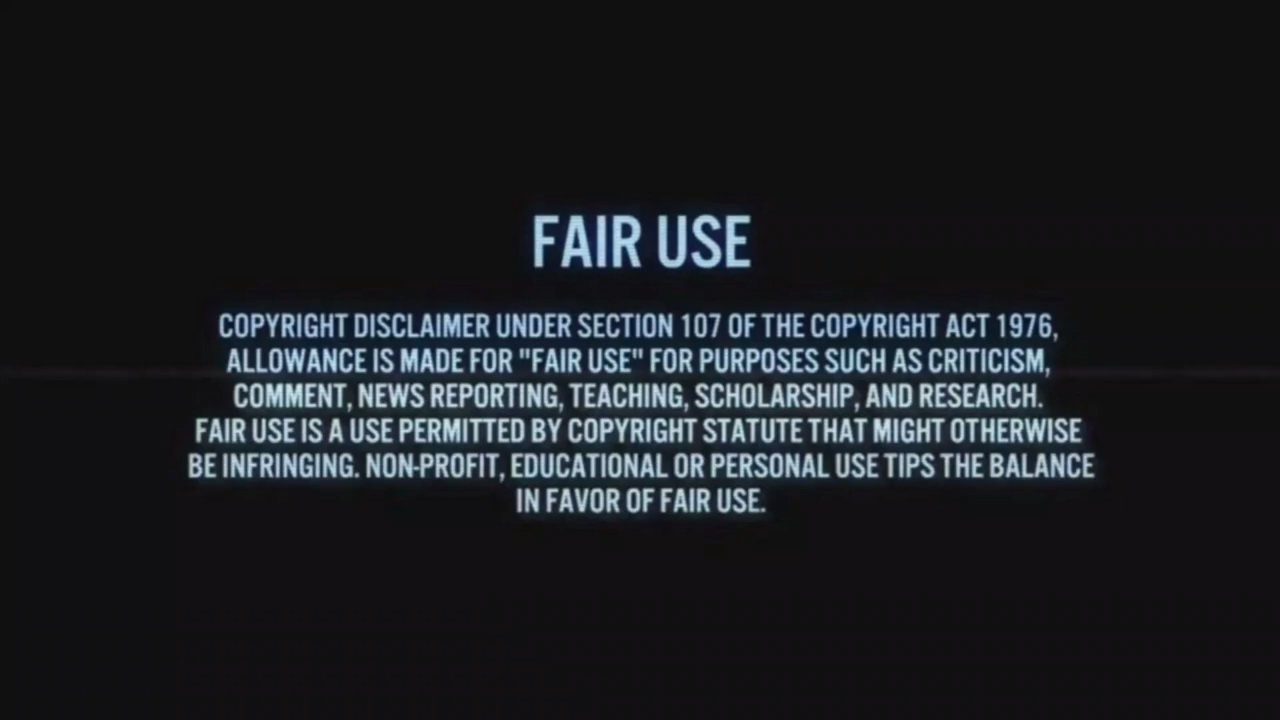 FAIR USE
COPYRIGHT DISCLAIMER UNDER SECTION 107 OF THE COPYRIGHT ACT 1976,
ALLOWANCE IS MADE FOR "FAIR USE" FOR PURPOSES SUCH AS CRITICISM,
COMMENT, NEWS REPORTING, TEACHING, SCHOLARSHIP, AND RESEARCH.
FAIR USE IS A USE PERMITTED BY COPYRIGHT STATUTE THAT MIGHT OTHERWISE
BE INFRINGING. NON-PROFIT, EDUCATIONAL OR PERSONAL USE TIPS THE BALANCE
IN FAVOR OF FAIR USE.